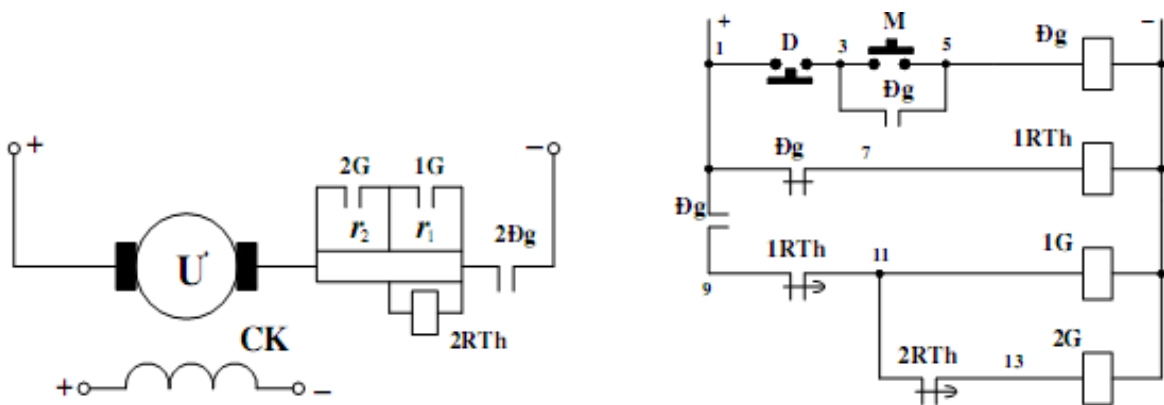 +
−
2G 1G
r₂ r₁
2Đg
Ư
2RTh
CK
+ −
+ −
1 D 3 M 5 Đg
Đg
Đg 7 1RTh
Đg
9 1RTh 11 1G
2RTh 13 2G